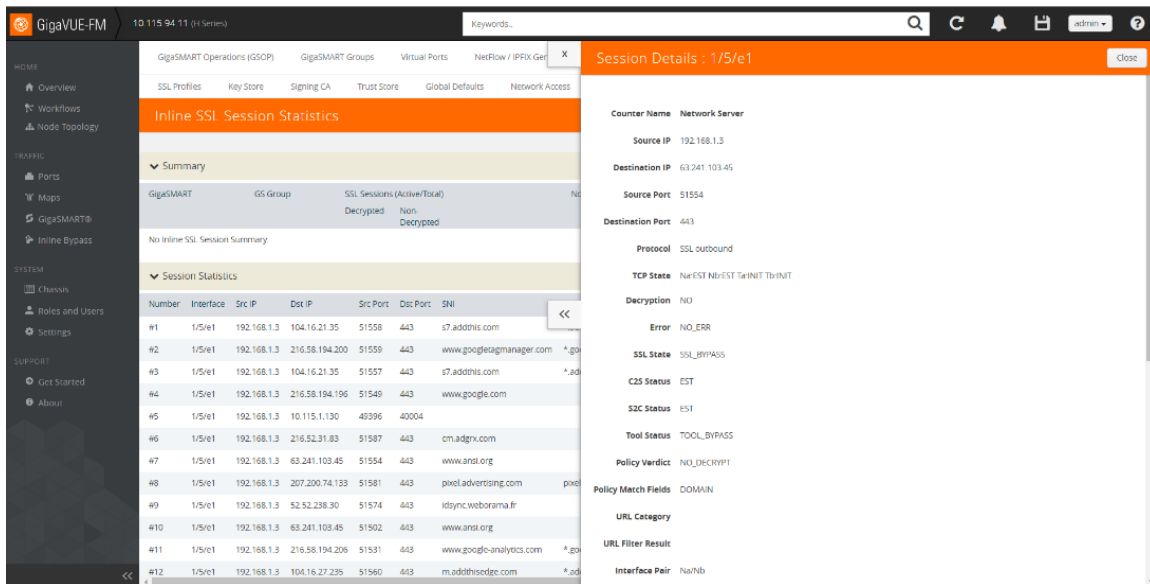 GigaVUE-FM 10 115 94 11 (H Series) Keywords.. admin
HOME
Overview
Workflows
Node Topology
TRAFFIC
Ports
Maps
GigaSMART®
Inline Bypass
SYSTEM
Chassis
Roles and Users
Settings
SUPPORT
Get Started
About
GigaSMART Operations (GSOP) GigaSMART Groups Virtual Ports NetFlow / IPFIX Ger x
SSL Profiles Key Store Signing CA Trust Store Global Defaults Network Access
Inline SSL Session Statistics
Summary
GigaSMART GS Group SSL Sessions (Active/Total) No
Decrypted Non-
Decrypted
No Inline SSL Session Summary.
Session Statistics
Number Interface Src IP Dst IP Src Port Dst Port SNI
#1 1/5/e1 192.168.1.3 104.16.21.35 51558 443 s7.addthis.com
#2 1/5/e1 192.168.1.3 216.58.194.200 51559 443 www.googletagmanager.com *.goo
#3 1/5/e1 192.168.1.3 104.16.21.35 51557 443 s7.addthis.com *.ad
#4 1/5/e1 192.168.1.3 216.58.194.196 51549 443 www.google.com
#5 1/5/e1 192.168.1.3 10.115.1.130 49396 40004
#6 1/5/e1 192.168.1.3 216.52.31.83 51587 443 cm.adgrx.com
#7 1/5/e1 192.168.1.3 63.241.103.45 51554 443 www.ansi.org
#8 1/5/e1 192.168.1.3 207.200.74.133 51581 443 pixel.advertising.com pixel
#9 1/5/e1 192.168.1.3 52.52.238.30 51574 443 idsync.weborama.fr
#10 1/5/e1 192.168.1.3 63.241.103.45 51502 443 www.ansi.org
#11 1/5/e1 192.168.1.3 216.58.194.206 51531 443 www.google-analytics.com *.go
#12 1/5/e1 192.168.1.3 104.16.27.235 51560 443 m.addthisedge.com *.ad
Session Details : 1/5/e1 Close
Counter Name Network Server
Source IP 192.168.1.3
Destination IP 63.241.103.45
Source Port 51554
Destination Port 443
Protocol SSL outbound
TCP State Na:EST Nb:EST Ta:INIT Tb:INIT
Decryption NO
Error NO_ERR
SSL State SSL_BYPASS
C2S Status EST
S2C Status EST
Tool Status TOOL_BYPASS
Policy Verdict NO_DECRYPT
Policy Match Fields DOMAIN
URL Category
URL Filter Result
Interface Pair Na/Nb